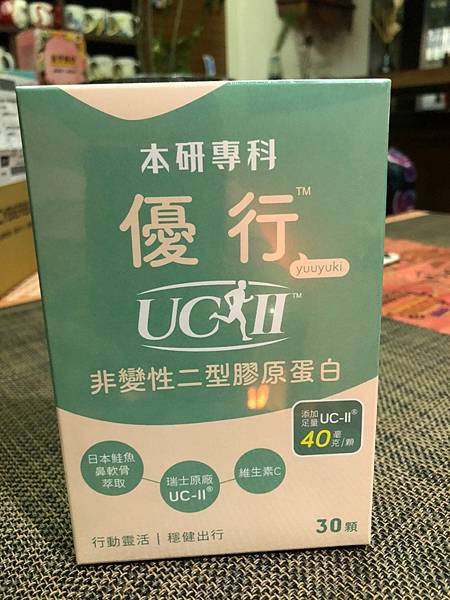 本研專科
優行™
yuuyuki
UC-II™
非變性二型膠原蛋白
添加
足量 UC-II®
40毫克/顆
日本鮭魚
鼻軟骨
萃取
瑞士原廠
UC-II®
維生素C
行動靈活｜穩健出行
30顆